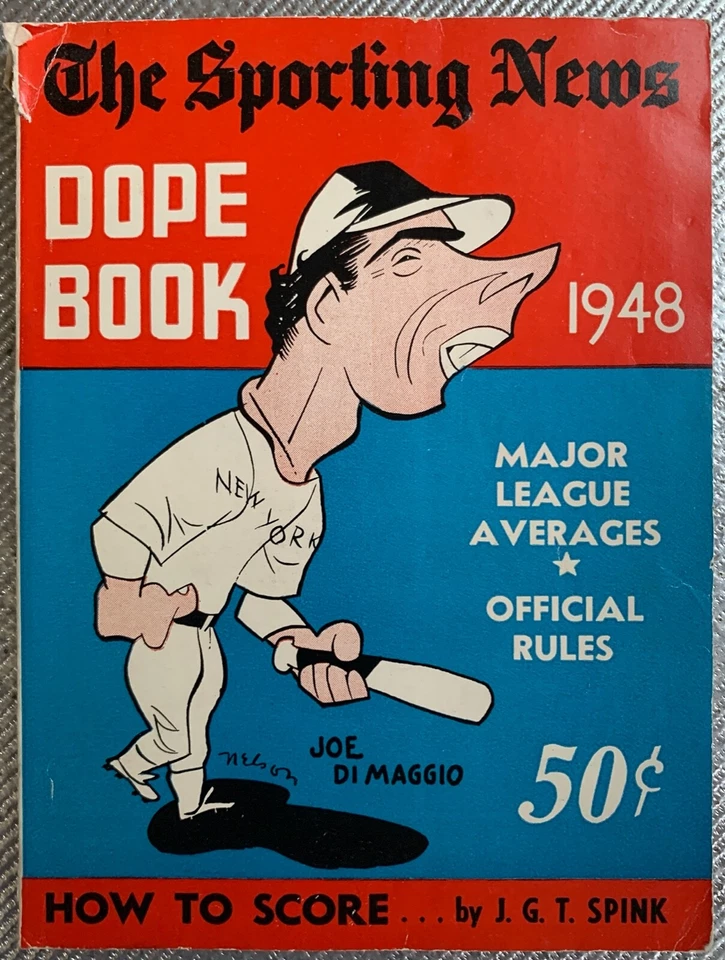 The Sporting News
DOPE
BOOK
1948
MAJOR
LEAGUE
AVERAGES
★
OFFICIAL
RULES
NEW YORK
nelson
JOE
DI MAGGIO
50¢
HOW TO SCORE . . . by J. G. T. SPINK